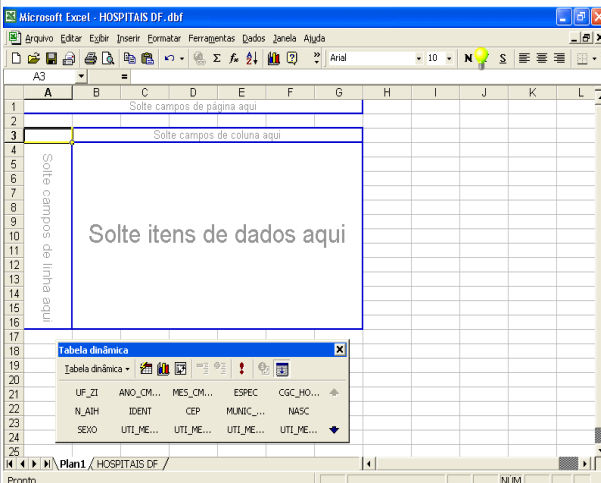 Microsoft Excel - HOSPITAIS DF.dbf
Arquivo Editar Exibir Inserir Formatar Ferramentas Dados Janela Ajuda
Σ fx Arial 10 N S
A3 =
A B C D E F G H I J K L
1 Solte campos de página aqui
2
3 Solte campos de coluna aqui
4
5
6
7
8
9
10
11
12
13
14
15
16
Solte campos de linha aqui
Solte itens de dados aqui
17
18
19
20
21
22
23
24
25
Tabela dinâmica
Tabela dinâmica
UF_ZI ANO_CM... MES_CM... ESPEC CGC_HO...
N_AIH IDENT CEP MUNIC_... NASC
SEXO UTI_ME... UTI_ME... UTI_ME... UTI_ME...
Plan1 HOSPITAIS DF
Pronto NÚM